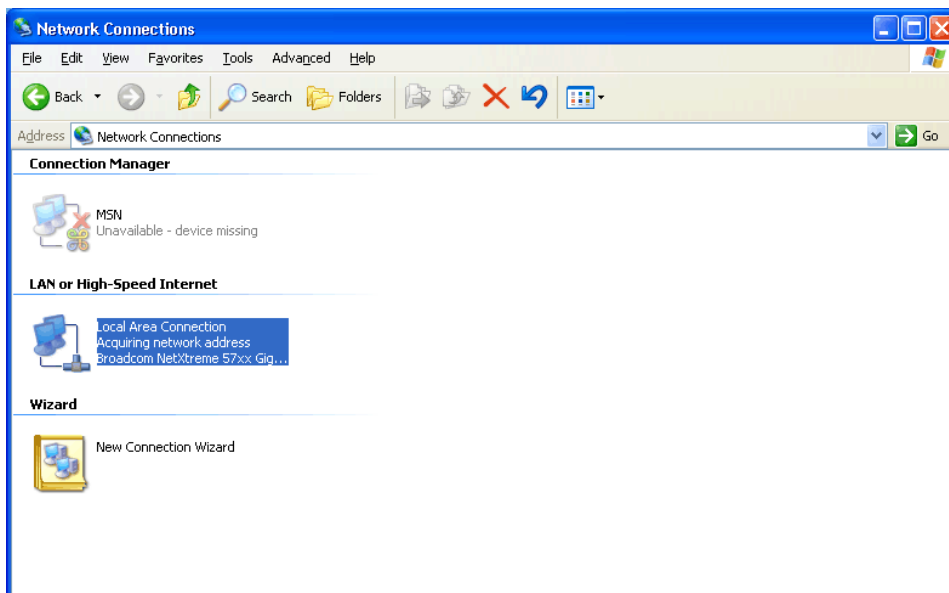 Network Connections
File Edit View Favorites Tools Advanced Help
Back Search Folders
Address Network Connections Go
Connection Manager
MSN
Unavailable - device missing
LAN or High-Speed Internet
Local Area Connection
Acquiring network address
Broadcom NetXtreme 57xx Gig...
Wizard
New Connection Wizard